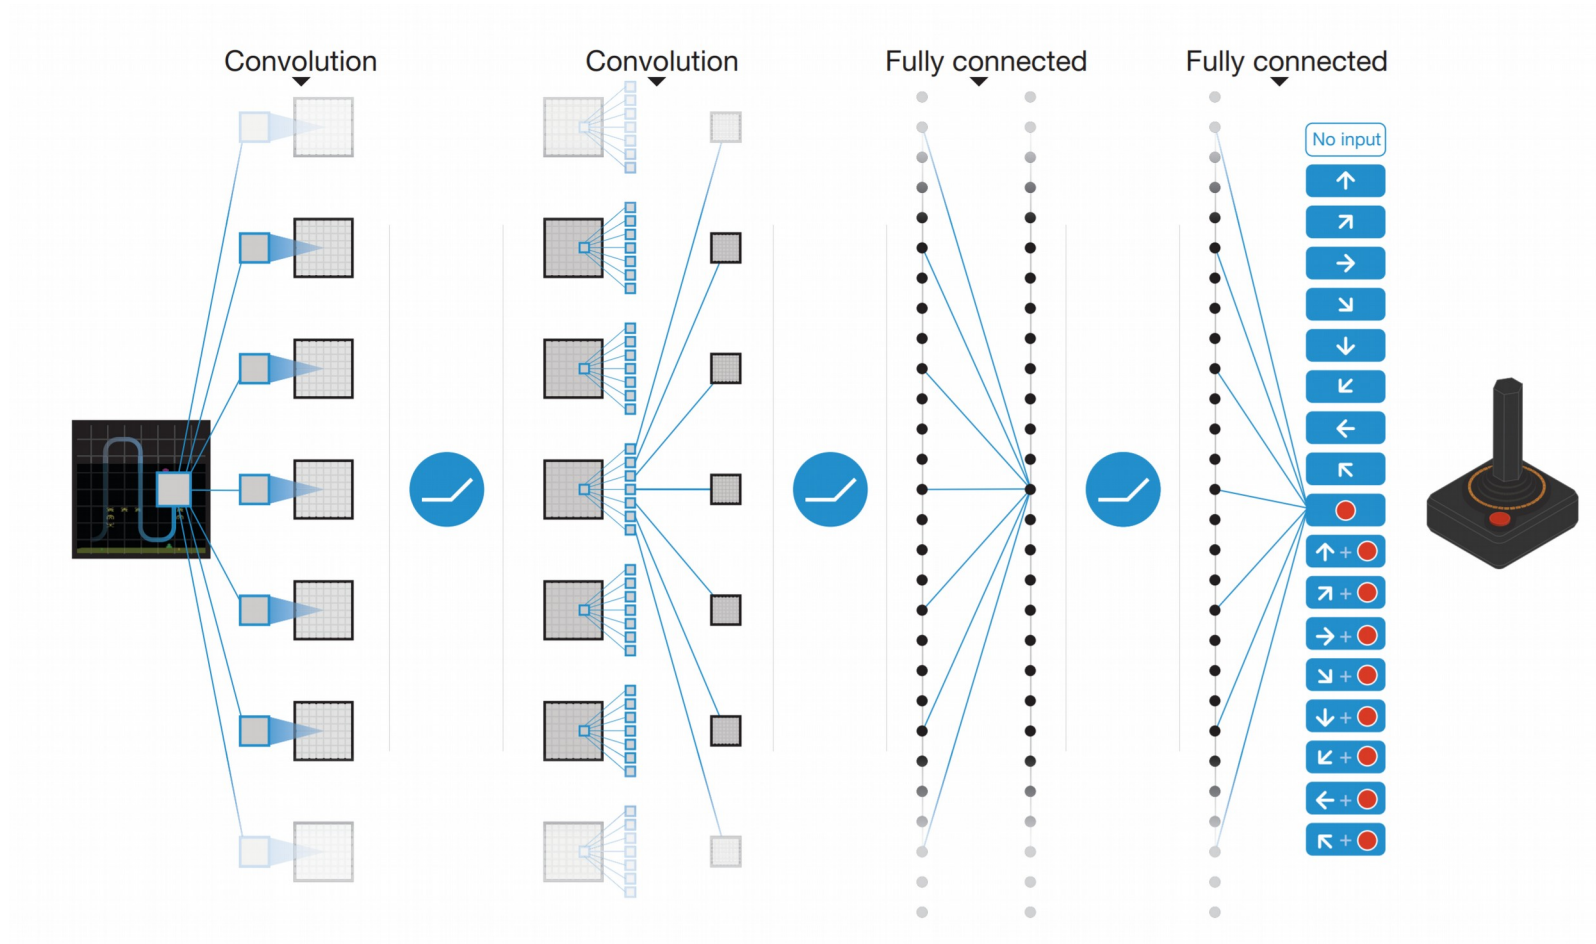 Convolution
Convolution
Fully connected
Fully connected
No input
+
+
+
+
+
+
+
+